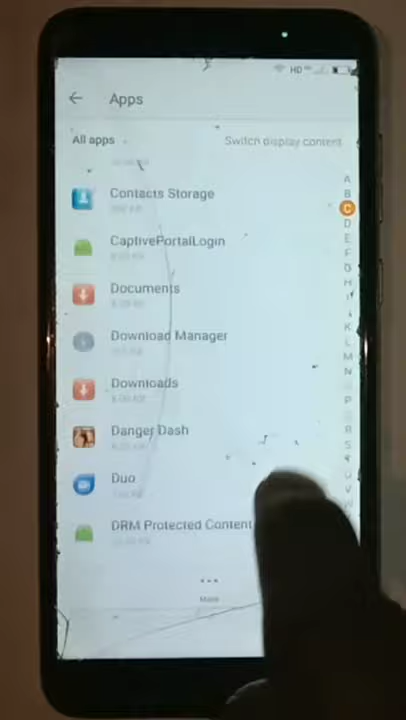 HD
Apps
All apps
Switch display content
Contacts Storage
CaptivePortalLogin
Documents
Download Manager
Downloads
Danger Dash
Duo
DRM Protected Content
More
A
B
C
D
E
F
G
H
I
K
L
M
N
P
R
S
T
U
V